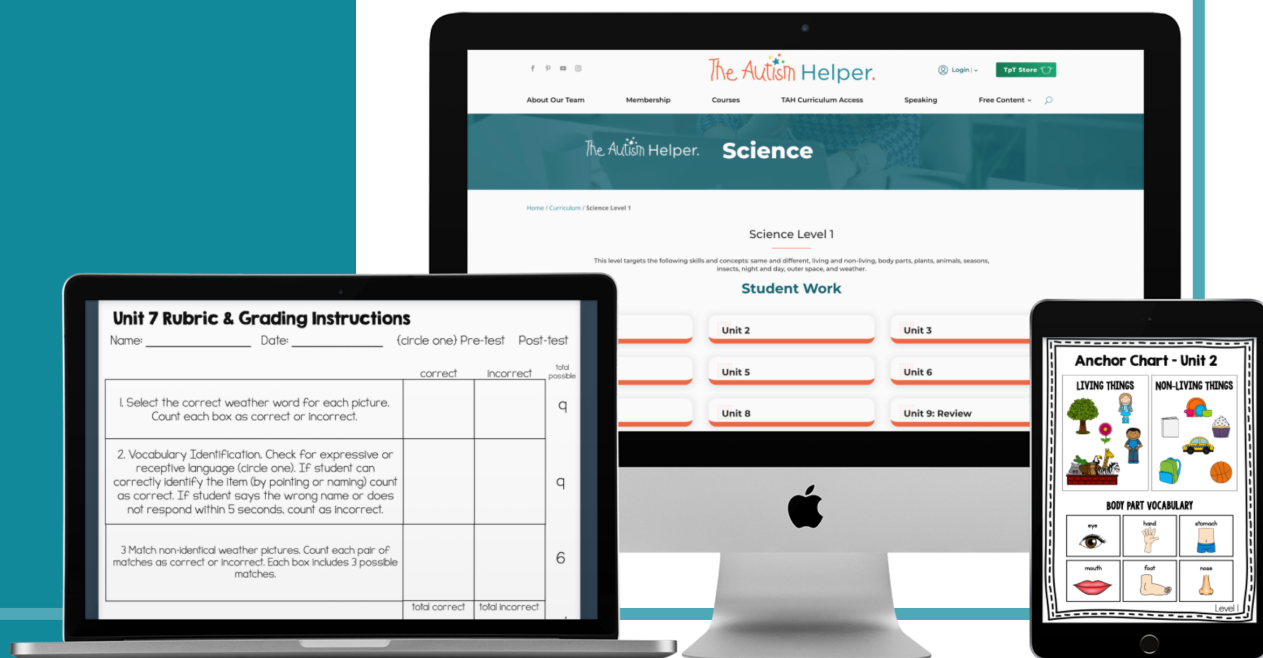 The Autism Helper.
Login
TpT Store
About Our Team
Membership
Courses
TAH Curriculum Access
Speaking
Free Content
The Autism Helper.
Science
Home / Curriculum / Science Level 1
Science Level 1
This level targets the following skills and concepts: same and different, living and non-living, body parts, plants, animals, seasons,
insects, night and day, outer space, and weather.
Student Work
Unit 2
Unit 3
Unit 5
Unit 6
Unit 8
Unit 9: Review
Unit 7 Rubric & Grading Instructions
Name: Date: (circle one) Pre-test Post-test
correct
incorrect
total
possible
1. Select the correct weather word for each picture.
Count each box as correct or incorrect.
9
2. Vocabulary Identification. Check for expressive or
receptive language (circle one). If student can
correctly identify the item (by pointing or naming) count
as correct. If student says the wrong name or does
not respond within 5 seconds, count as incorrect.
9
3 Match non-identical weather pictures. Count each pair of
matches as correct or incorrect. Each box includes 3 possible
matches.
6
total correct
total incorrect
Anchor Chart - Unit 2
LIVING THINGS
NON-LIVING THINGS
BODY PART VOCABULARY
eye
hand
stomach
mouth
foot
nose
Level 1